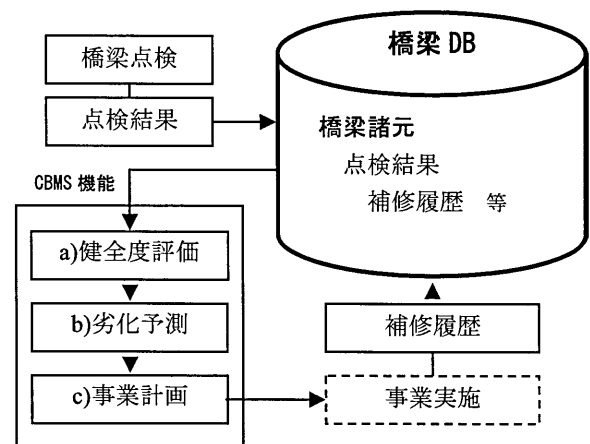 橋梁点検
点検結果
橋梁 DB
橋梁諸元
点検結果
補修履歴 等
CBMS 機能
a)健全度評価
b)劣化予測
c)事業計画
補修履歴
事業実施